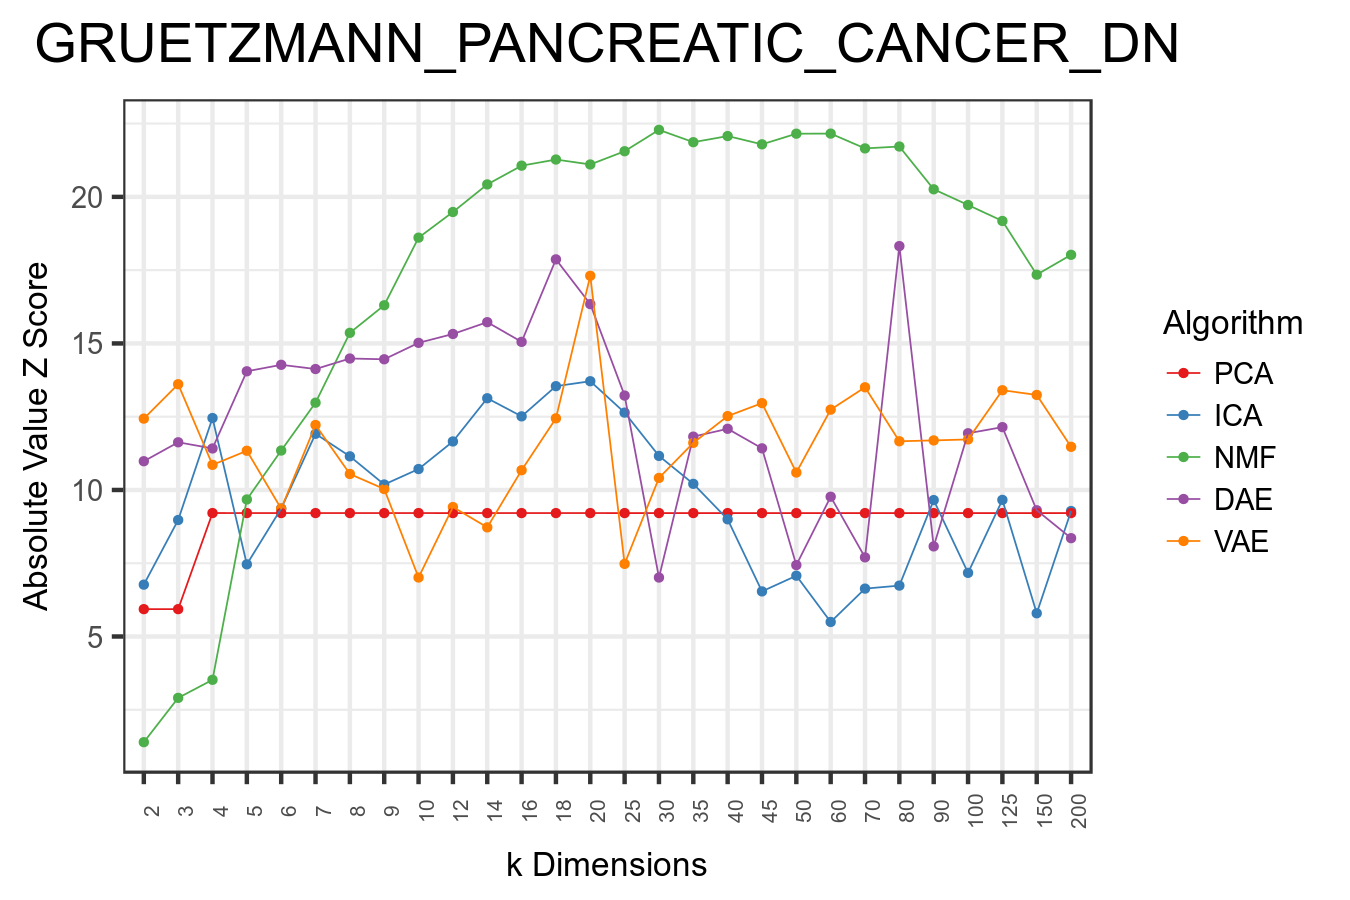 GRUETZMANN_PANCREATIC_CANCER_DN
Absolute Value Z Score
20
15
10
5
2 3 4 5 6 7 8 9 10 12 14 16 18 20 25 30 35 40 45 50 60 70 80 90 100 125 150 200
k Dimensions
Algorithm
PCA
ICA
NMF
DAE
VAE